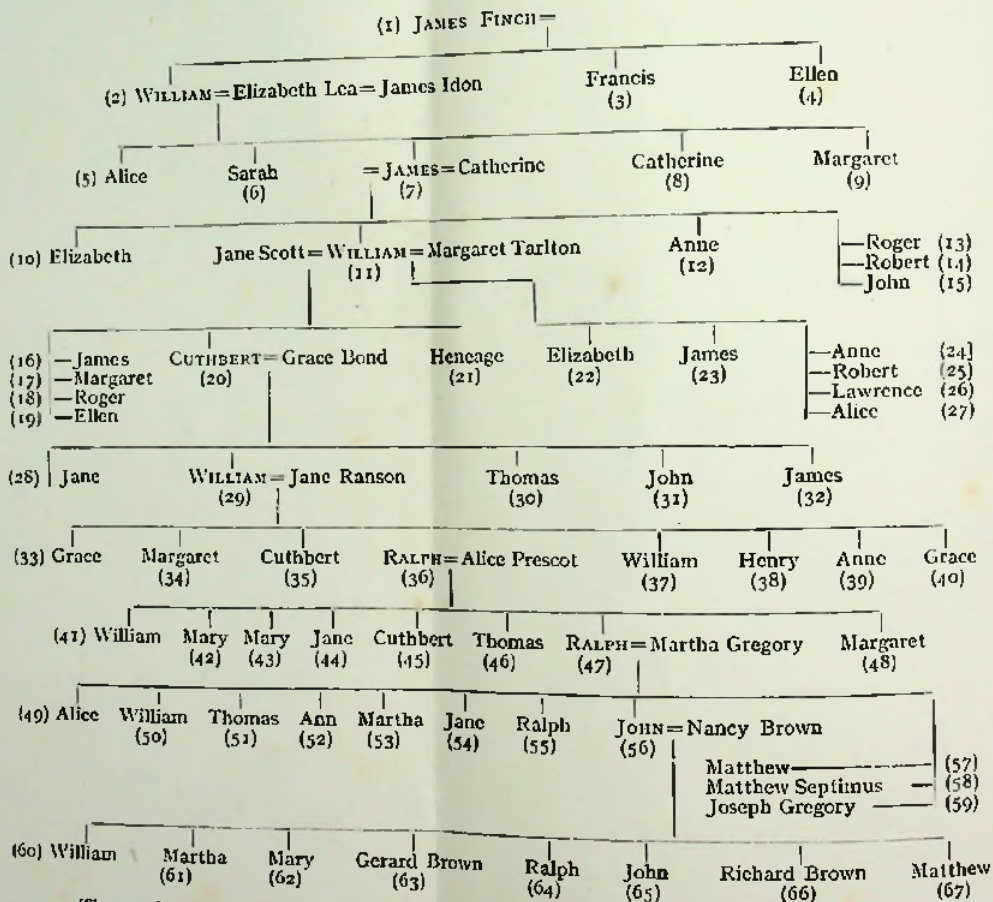 (1) JAMES FINCH=
(2) WILLIAM=Elizabeth Lea=James Idon Francis Ellen
(3) (4)
(5) Alice Sarah =JAMES=Catherine Catherine Margaret
(6) (7) (8) (9)
(10) Elizabeth Jane Scott=WILLIAM=Margaret Tarlton Anne
(11) (12)
—Roger (13)
—Robert (14)
—John (15)
(16) —James
(17) —Margaret
(18) —Roger
(19) —Ellen
CUTHBERT=Grace Bond Heneage Elizabeth James
(20) (21) (22) (23)
—Anne (24]
—Robert (25)
—Lawrence (26)
—Alice (27)
(28) Jane WILLIAM=Jane Ranson Thomas John James
(29) (30) (31) (32)
(33) Grace Margaret Cuthbert RALPH=Alice Prescot William Henry Anne Grace
(34) (35) (36) (37) (38) (39) (40)
(41) William Mary Mary Jane Cuthbert Thomas RALPH=Martha Gregory Margaret
(42) (43) (44) (45) (46) (47) (48)
(49) Alice William Thomas Ann Martha Jane Ralph JOHN=Nancy Brown
(50) (51) (52) (53) (54) (55) (56)
Matthew— (57)
Matthew Septimus — (58)
Joseph Gregory — (59)
(60) William Martha Mary Gerard Brown Ralph John Richard Brown Matthew
(61) (62) (63) (64) (65) (66) (67)